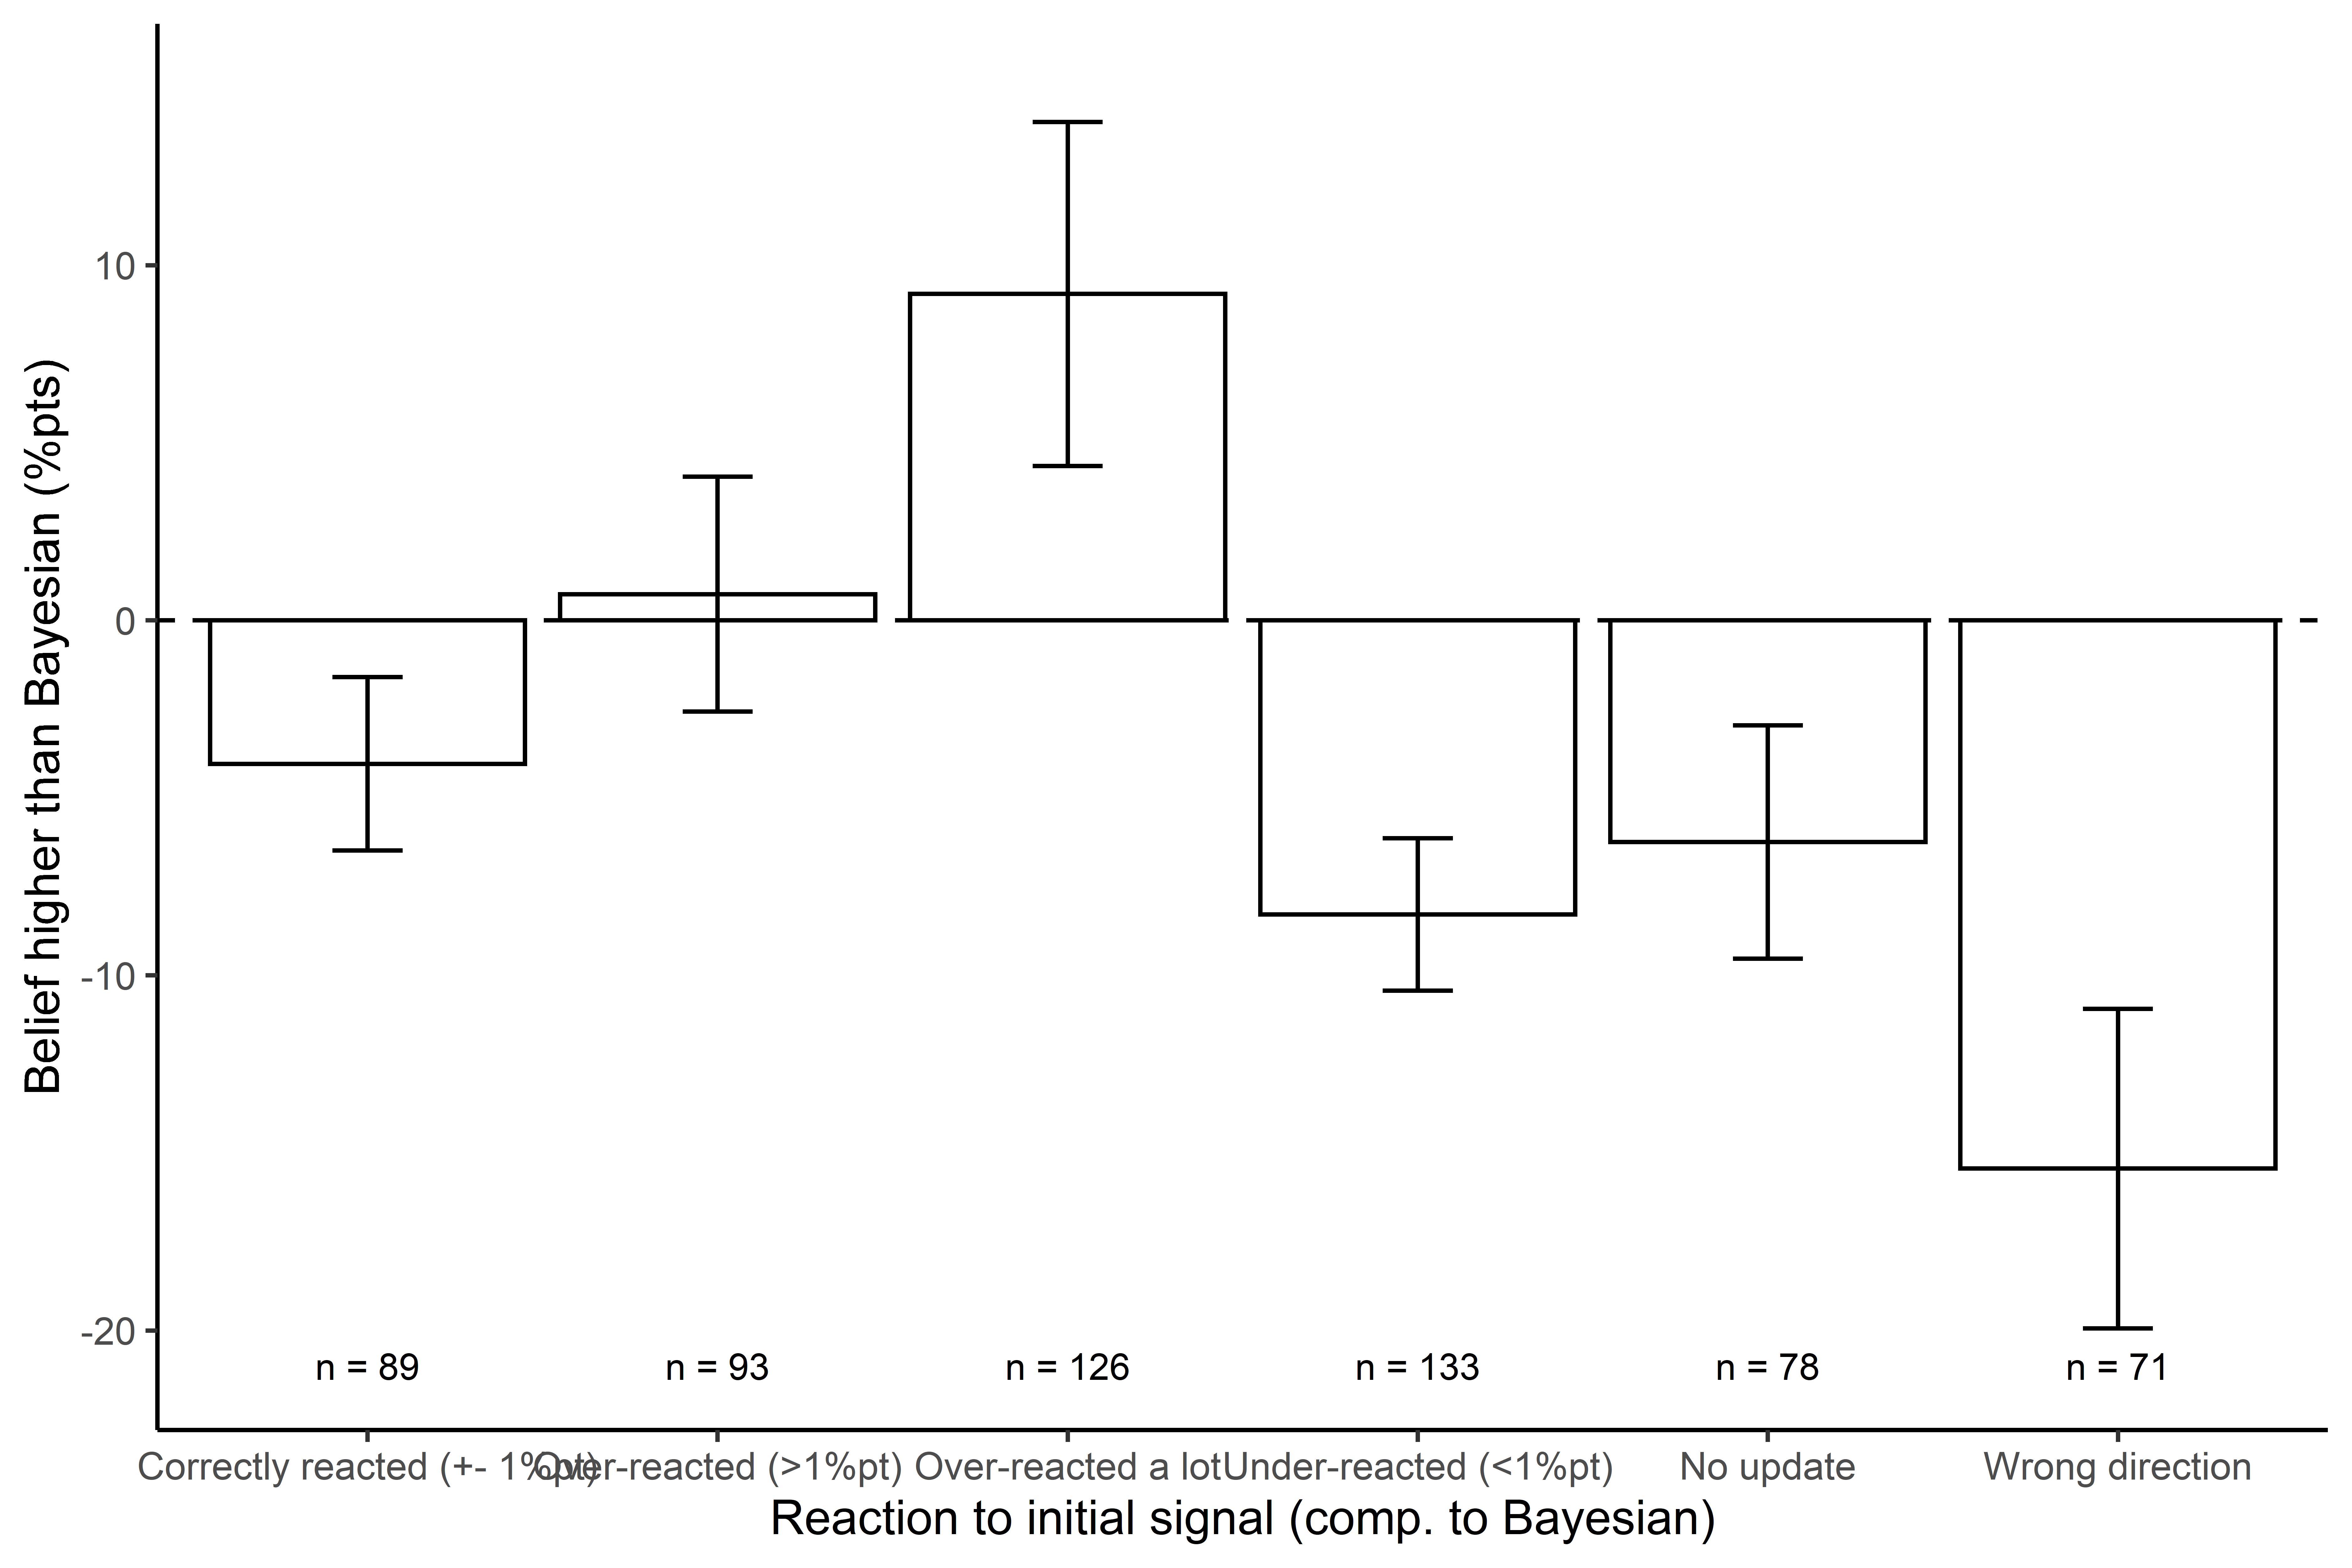 Belief higher than Bayesian (%pts)
10
0
-10
-20
n = 89
n = 93
n = 126
n = 133
n = 78
n = 71
Correctly reacted (+- 1%pt)
Over-reacted (>1%pt)
Over-reacted a lot
Under-reacted (<1%pt)
No update
Wrong direction
Reaction to initial signal (comp. to Bayesian)